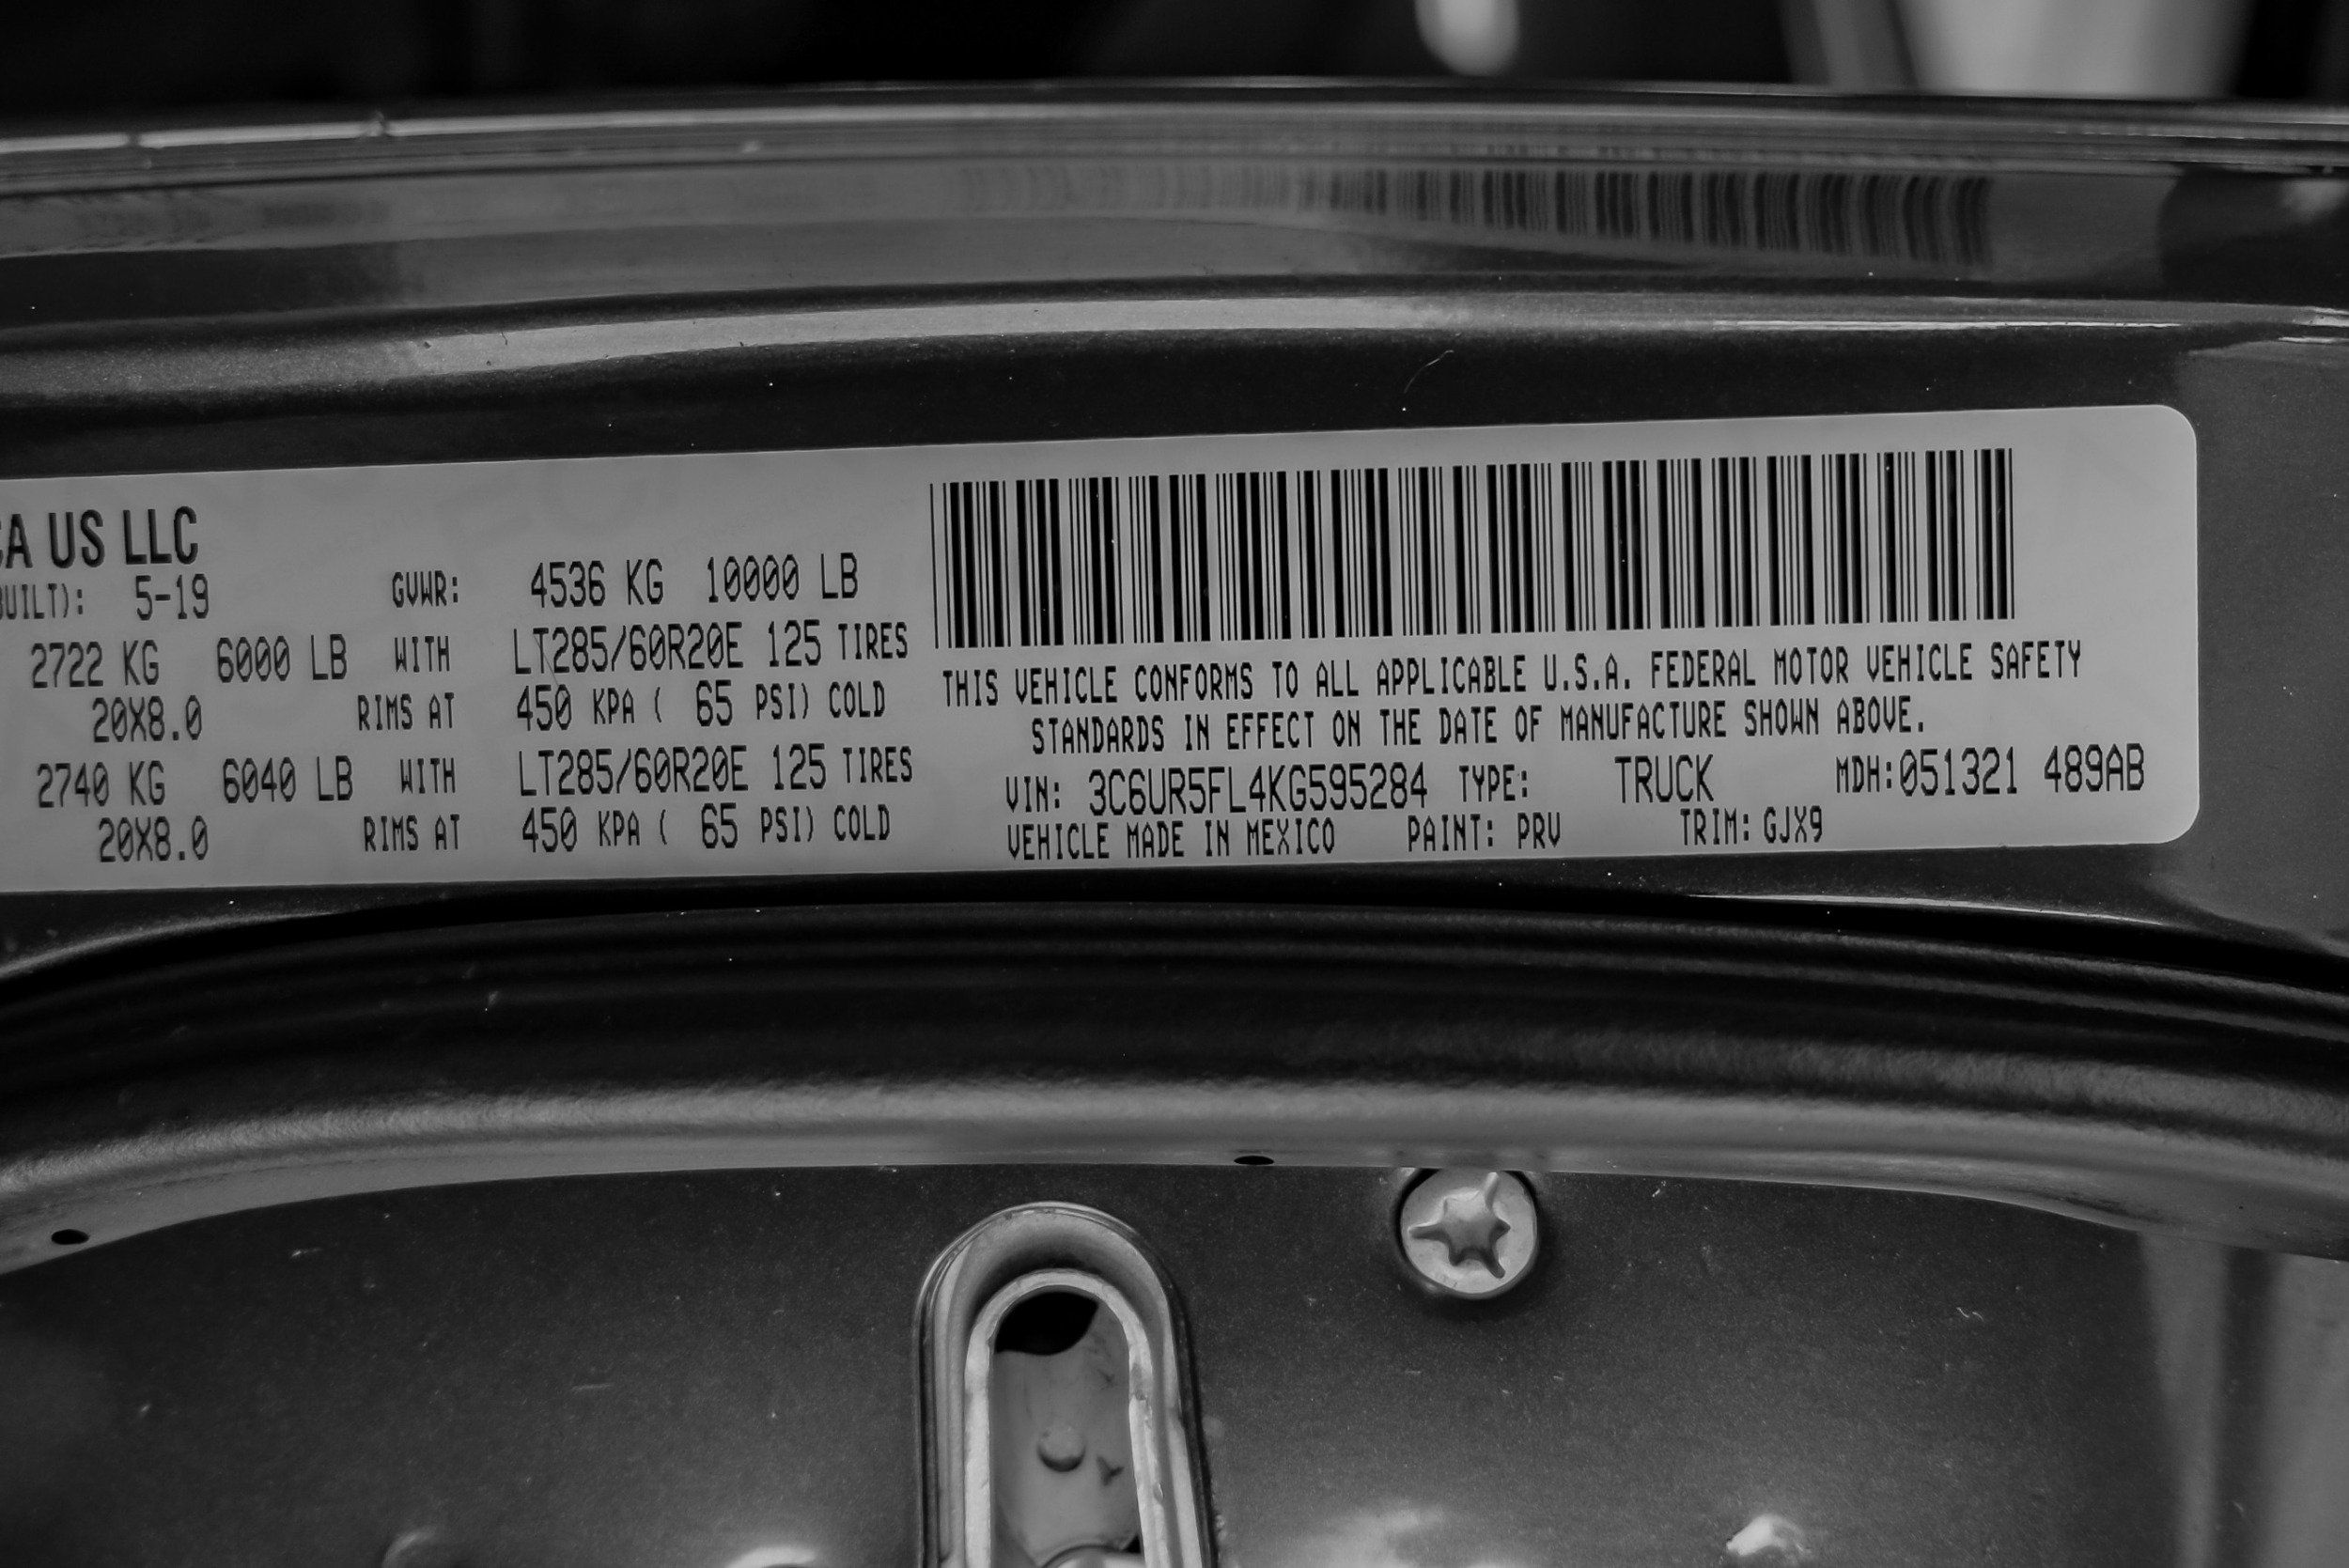 CA US LLC
BUILT): 5-19 GVWR: 4536 KG 10000 LB
2722 KG 6000 LB WITH LT285/60R20E 125 TIRES
20X8.0 RIMS AT 450 KPA ( 65 PSI) COLD
2740 KG 6040 LB WITH LT285/60R20E 125 TIRES
20X8.0 RIMS AT 450 KPA ( 65 PSI) COLD
THIS VEHICLE CONFORMS TO ALL APPLICABLE U.S.A. FEDERAL MOTOR VEHICLE SAFETY
STANDARDS IN EFFECT ON THE DATE OF MANUFACTURE SHOWN ABOVE.
VIN: 3C6UR5FL4KG595284 TYPE: TRUCK MDH:051321 489AB
VEHICLE MADE IN MEXICO PAINT: PRV TRIM: GJX9